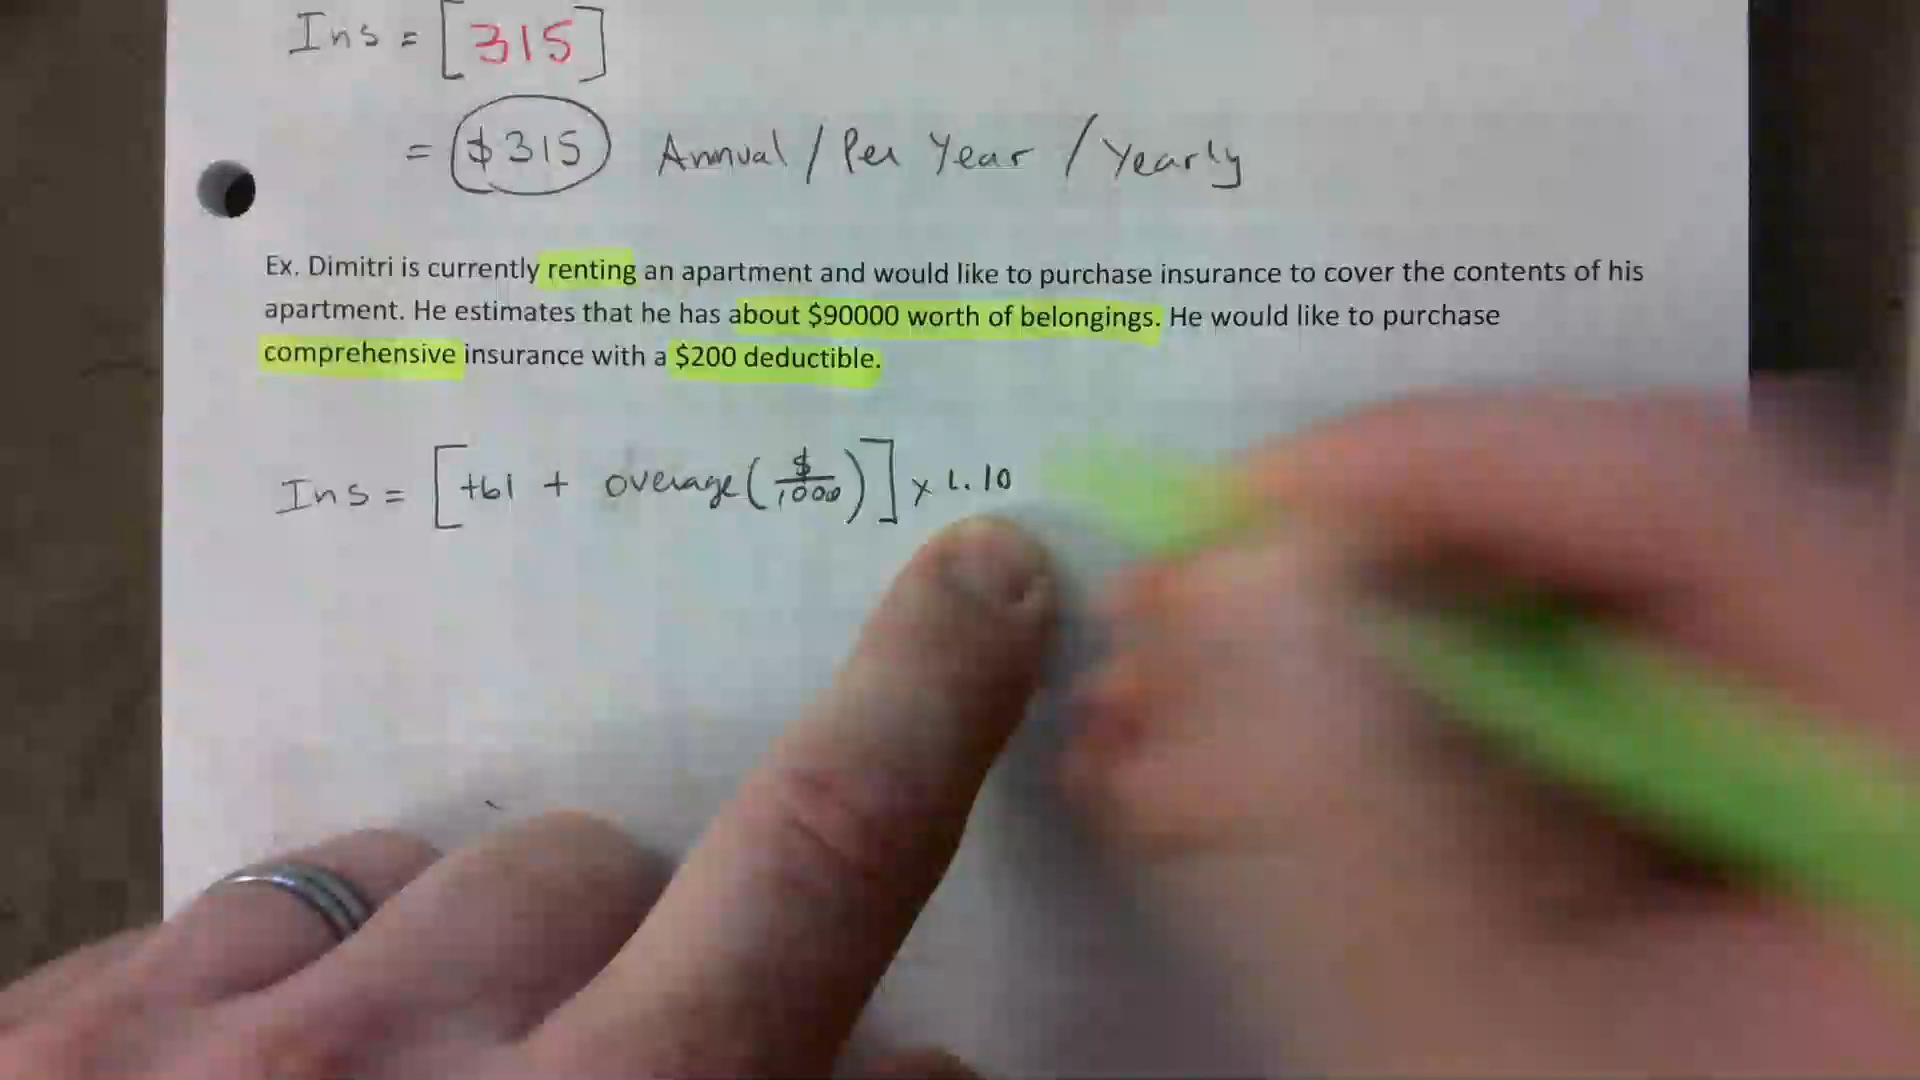 Ins = [315]
= $315 Annual / Per Year / Yearly
Ex. Dimitri is currently renting an apartment and would like to purchase insurance to cover the contents of his
apartment. He estimates that he has about $90000 worth of belongings. He would like to purchase
comprehensive insurance with a $200 deductible.
Ins = [tbl + overage($/1000)] x 1.10